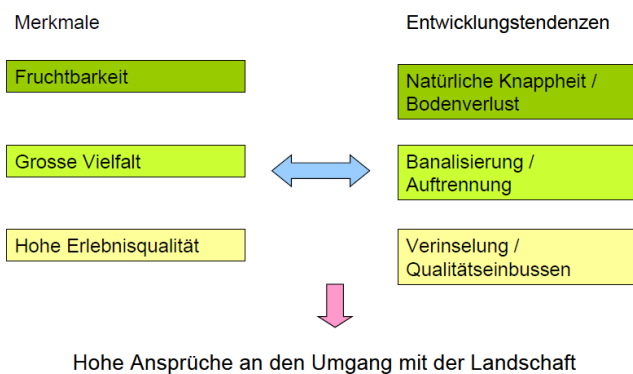 Merkmale
Entwicklungstendenzen
Fruchtbarkeit
Natürliche Knappheit /
Bodenverlust
Grosse Vielfalt
Banalisierung /
Auftrennung
Hohe Erlebnisqualität
Verinselung /
Qualitätseinbussen
Hohe Ansprüche an den Umgang mit der Landschaft